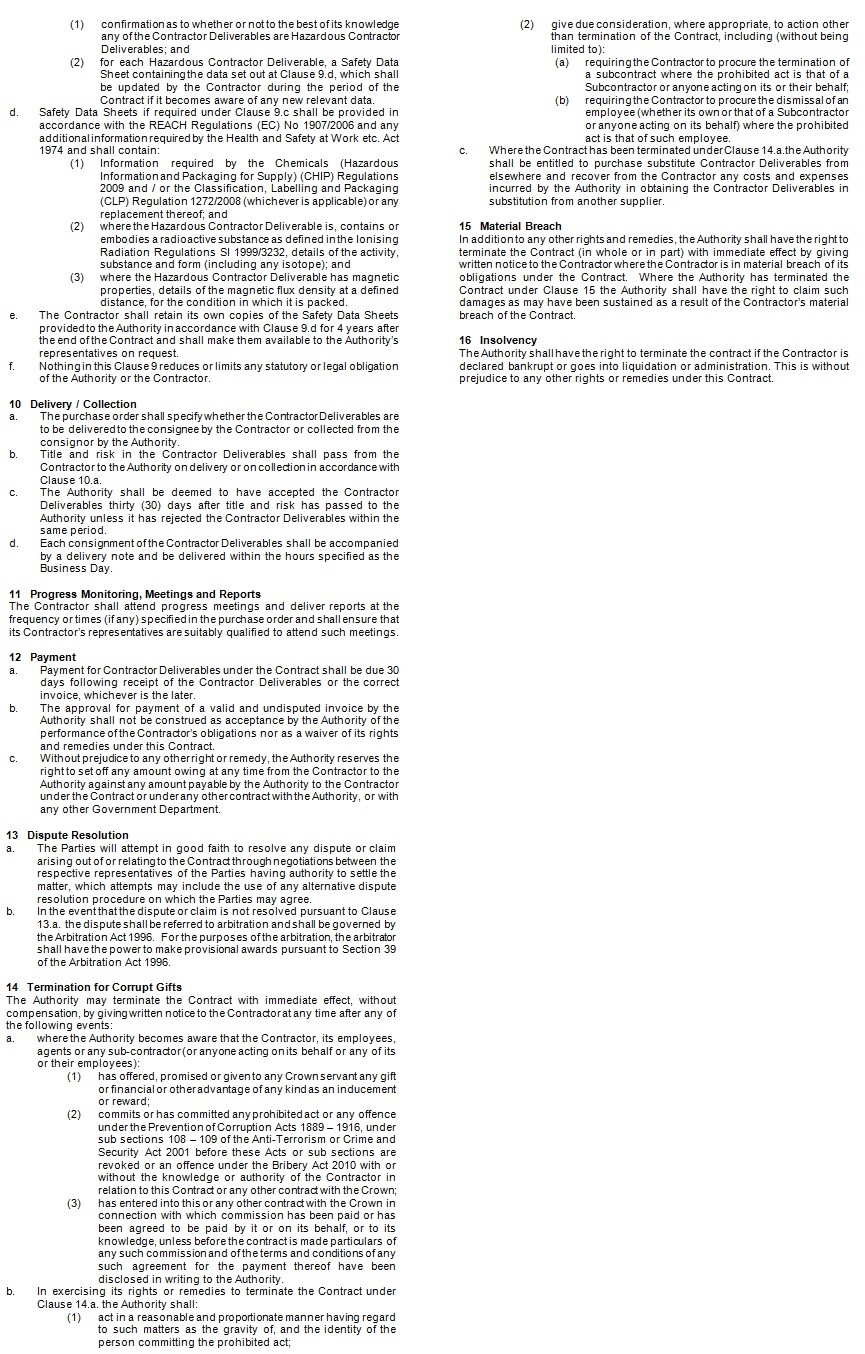 (1) confirmation as to whether or not to the best of its knowledge
any of the Contractor Deliverables are Hazardous Contractor
Deliverables; and
(2) for each Hazardous Contractor Deliverable, a Safety Data
Sheet containing the data set out at Clause 9.d, which shall
be updated by the Contractor during the period of the
Contract if it becomes aware of any new relevant data.
d. Safety Data Sheets if required under Clause 9.c shall be provided in
accordance with the REACH Regulations (EC) No 1907/2006 and any
additional information required by the Health and Safety at Work etc. Act
1974 and shall contain:
(1) Information required by the Chemicals (Hazardous
Information and Packaging for Supply) (CHIP) Regulations
2009 and / or the Classification, Labelling and Packaging
(CLP) Regulation 1272/2008 (whichever is applicable) or any
replacement thereof; and
(2) where the Hazardous Contractor Deliverable is, contains or
embodies a radioactive substance as defined in the Ionising
Radiation Regulations SI 1999/3232, details of the activity,
substance and form (including any isotope); and
(3) where the Hazardous Contractor Deliverable has magnetic
properties, details of the magnetic flux density at a defined
distance, for the condition in which it is packed.
e. The Contractor shall retain its own copies of the Safety Data Sheets
provided to the Authority in accordance with Clause 9.d for 4 years after
the end of the Contract and shall make them available to the Authority's
representatives on request.
f. Nothing in this Clause 9 reduces or limits any statutory or legal obligation
of the Authority or the Contractor.
10 Delivery / Collection
a. The purchase order shall specify whether the Contractor Deliverables are
to be delivered to the consignee by the Contractor or collected from the
consignor by the Authority.
b. Title and risk in the Contractor Deliverables shall pass from the
Contractor to the Authority on delivery or on collection in accordance with
Clause 10.a.
c. The Authority shall be deemed to have accepted the Contractor
Deliverables thirty (30) days after title and risk has passed to the
Authority unless it has rejected the Contractor Deliverables within the
same period.
d. Each consignment of the Contractor Deliverables shall be accompanied
by a delivery note and be delivered within the hours specified as the
Business Day.
11 Progress Monitoring, Meetings and Reports
The Contractor shall attend progress meetings and deliver reports at the
frequency or times (if any) specified in the purchase order and shall ensure that
its Contractor's representatives are suitably qualified to attend such meetings.
12 Payment
a. Payment for Contractor Deliverables under the Contract shall be due 30
days following receipt of the Contractor Deliverables or the correct
invoice, whichever is the later.
b. The approval for payment of a valid and undisputed invoice by the
Authority shall not be construed as acceptance by the Authority of the
performance of the Contractor's obligations nor as a waiver of its rights
and remedies under this Contract.
c. Without prejudice to any other right or remedy, the Authority reserves the
right to set off any amount owing at any time from the Contractor to the
Authority against any amount payable by the Authority to the Contractor
under the Contract or under any other contract with the Authority, or with
any other Government Department.
13 Dispute Resolution
a. The Parties will attempt in good faith to resolve any dispute or claim
arising out of or relating to the Contract through negotiations between the
respective representatives of the Parties having authority to settle the
matter, which attempts may include the use of any alternative dispute
resolution procedure on which the Parties may agree.
b. In the event that the dispute or claim is not resolved pursuant to Clause
13.a. the dispute shall be referred to arbitration and shall be governed by
the Arbitration Act 1996. For the purposes of the arbitration, the arbitrator
shall have the power to make provisional awards pursuant to Section 39
of the Arbitration Act 1996.
14 Termination for Corrupt Gifts
The Authority may terminate the Contract with immediate effect, without
compensation, by giving written notice to the Contractor at any time after any of
the following events:
a. where the Authority becomes aware that the Contractor, its employees,
agents or any sub-contractor (or anyone acting on its behalf or any of its
or their employees):
(1) has offered, promised or given to any Crown servant any gift
or financial or other advantage of any kind as an inducement
or reward;
(2) commits or has committed any prohibited act or any offence
under the Prevention of Corruption Acts 1889 – 1916, under
sub sections 108 – 109 of the Anti-Terrorism or Crime and
Security Act 2001 before these Acts or sub sections are
revoked or an offence under the Bribery Act 2010 with or
without the knowledge or authority of the Contractor in
relation to this Contract or any other contract with the Crown;
(3) has entered into this or any other contract with the Crown in
connection with which commission has been paid or has
been agreed to be paid by it or on its behalf, or to its
knowledge, unless before the contract is made particulars of
any such commission and of the terms and conditions of any
such agreement for the payment thereof have been
disclosed in writing to the Authority.
b. In exercising its rights or remedies to terminate the Contract under
Clause 14.a. the Authority shall:
(1) act in a reasonable and proportionate manner having regard
to such matters as the gravity of, and the identity of the
person committing the prohibited act;
(2) give due consideration, where appropriate, to action other
than termination of the Contract, including (without being
limited to):
(a) requiring the Contractor to procure the termination of
a subcontract where the prohibited act is that of a
Subcontractor or anyone acting on its or their behalf;
(b) requiring the Contractor to procure the dismissal of an
employee (whether its own or that of a Subcontractor
or anyone acting on its behalf) where the prohibited
act is that of such employee.
c. Where the Contract has been terminated under Clause 14.a.the Authority
shall be entitled to purchase substitute Contractor Deliverables from
elsewhere and recover from the Contractor any costs and expenses
incurred by the Authority in obtaining the Contractor Deliverables in
substitution from another supplier.
15 Material Breach
In addition to any other rights and remedies, the Authority shall have the right to
terminate the Contract (in whole or in part) with immediate effect by giving
written notice to the Contractor where the Contractor is in material breach of its
obligations under the Contract. Where the Authority has terminated the
Contract under Clause 15 the Authority shall have the right to claim such
damages as may have been sustained as a result of the Contractor's material
breach of the Contract.
16 Insolvency
The Authority shall have the right to terminate the contract if the Contractor is
declared bankrupt or goes into liquidation or administration. This is without
prejudice to any other rights or remedies under this Contract.